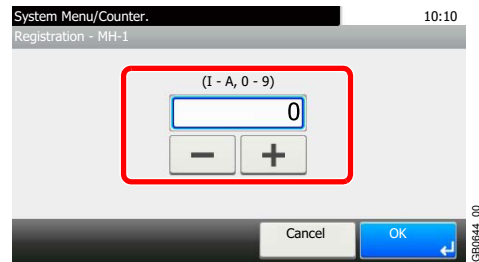 System Menu/Counter.
10:10
Registration - MH-1
(I - A, 0 - 9)
0
Cancel
OK
GB0644_00